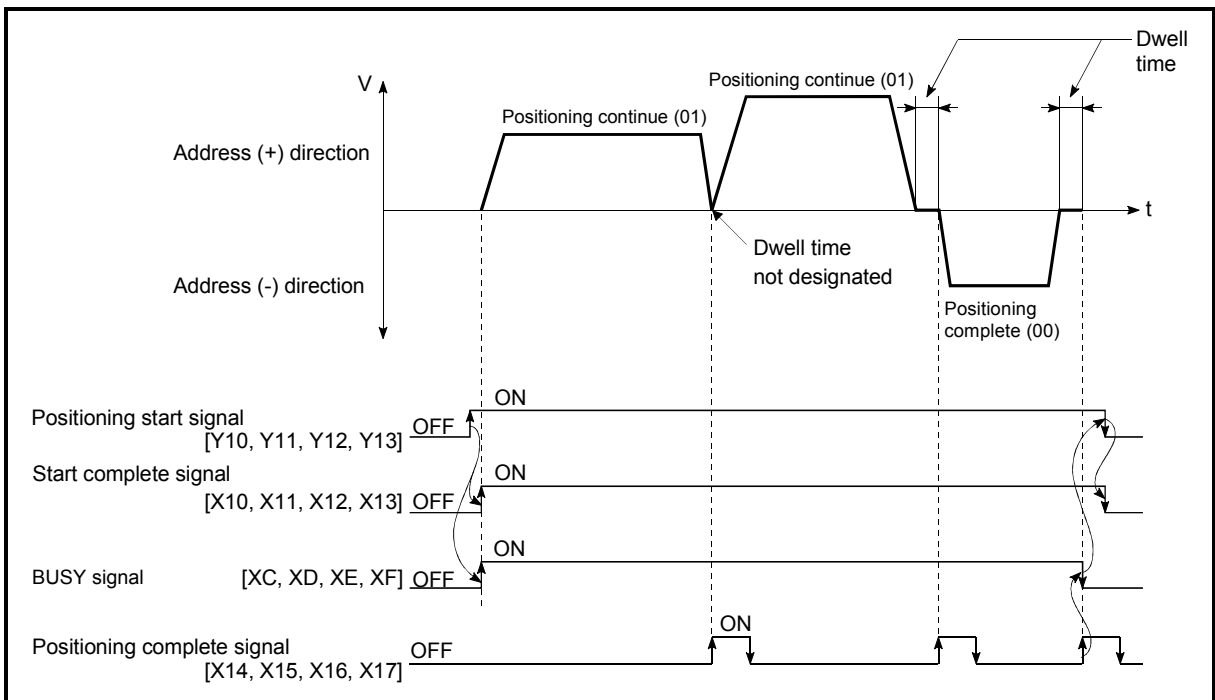 Dwell
time
V
Positioning continue (01)
Positioning continue (01)
Address (+) direction
t
Dwell time
not designated
Address (-) direction
Positioning
complete (00)
ON
Positioning start signal
OFF
[Y10, Y11, Y12, Y13]
Start complete signal
ON
[X10, X11, X12, X13]
OFF
ON
BUSY signal
[XC, XD, XE, XF]
OFF
ON
Positioning complete signal
OFF
[X14, X15, X16, X17]